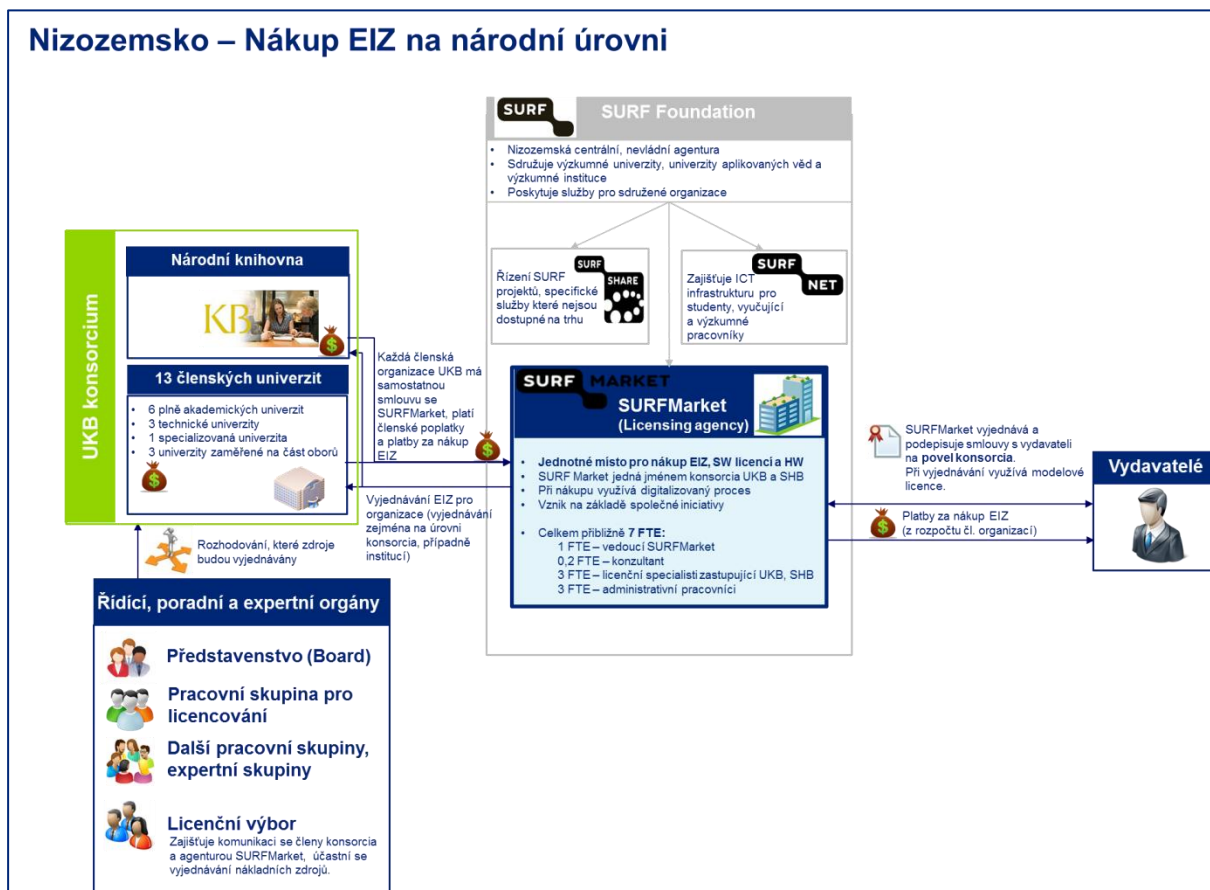 Nizozemsko – Nákup EIZ na národní úrovni
SURF
SURF Foundation
• Nizozemská centrální, nevládní agentura
• Sdružuje výzkumné univerzity, univerzity aplikovaných věd a
výzkumné instituce
• Poskytuje služby pro sdružené organizace
Řízení SURF
projektů, specifické
služby které nejsou
dostupné na trhu
SURF
SHARE
Zajišťuje ICT
infrastrukturu pro
studenty, vyučující
a výzkumné
pracovníky
SURF
NET
UKB konsorcium
Národní knihovna
KB
$
13 členských univerzit
• 6 plně akademických univerzit
• 3 technické univerzity
• 1 specializovaná univerzita
• 3 univerzity zaměřené na část oborů
$
Každá členská
organizace UKB má
samostatnou
smlouvu se
SURFMarket, platí
členské poplatky
a platby za nákup
EIZ
$
Vyjednávání EIZ pro
organizace (vyjednávání
zejména na úrovni
konsorcia, případně
institucí)
SURF MARKET
SURFMarket
(Licensing agency)
• Jednotné místo pro nákup EIZ, SW licencí a HW
• SURF Market jedná jménem konsorcia UKB a SHB
• Při nákupu využívá digitalizovaný proces
• Vznik na základě společné iniciativy
• Celkem přibližně 7 FTE:
1 FTE – vedoucí SURFMarket
0,2 FTE – konzultant
3 FTE – licenční specialisti zastupující UKB, SHB
3 FTE – administrativní pracovníci
SURFMarket vyjednává a
podepisuje smlouvy s vydavateli
na povel konsorcia.
Při vyjednávání využívá modelové
licence.
$
Platby za nákup EIZ
(z rozpočtu čl. organizací)
Vydavatelé
Rozhodování, které zdroje
budou vyjednávány
Řídící, poradní a expertní orgány
Představenstvo (Board)
Pracovní skupina pro
licencování
Další pracovní skupiny,
expertní skupiny
Licenční výbor
Zajišťuje komunikaci se členy konsorcia
a agenturou SURFMarket, účastní se
vyjednávání nákladních zdrojů.